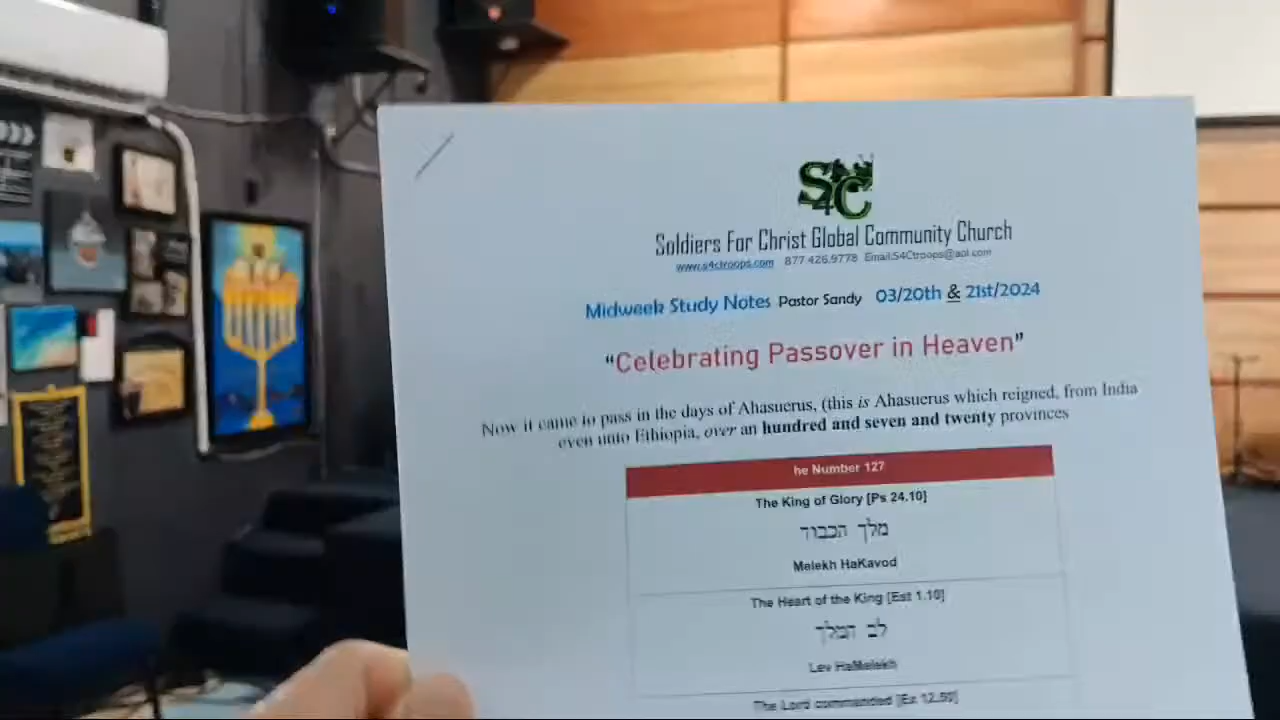 S4C
Soldiers For Christ Global Community Church
www.s4ctroops.com 877 426.9778 Email:S4Ctroops@aol.com
Midweek Study Notes Pastor Sandy 03/20th & 21st/2024
“Celebrating Passover in Heaven”
Now it came to pass in the days of Ahasuerus, (this is Ahasuerus which reigned, from India
even unto Ethiopia, over an hundred and seven and twenty provinces
he Number 127
The King of Glory [Ps 24.10]
מלך הכבוד
Melekh HaKavod
The Heart of the King [Est 1.10]
לב המלך
Lev HaMelekh
The Lord commanded [Ex 12.50]